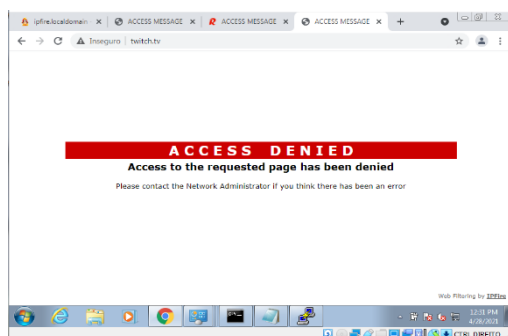 ipfire.localdomain
ACCESS MESSAGE
ACCESS MESSAGE
ACCESS MESSAGE
Inseguro | twitch.tv
ACCESS DENIED
Access to the requested page has been denied
Please contact the Network Administrator if you think there has been an error
Web Filtering by IPFire
12:31 PM
4/28/2021
CTRL DIREITO